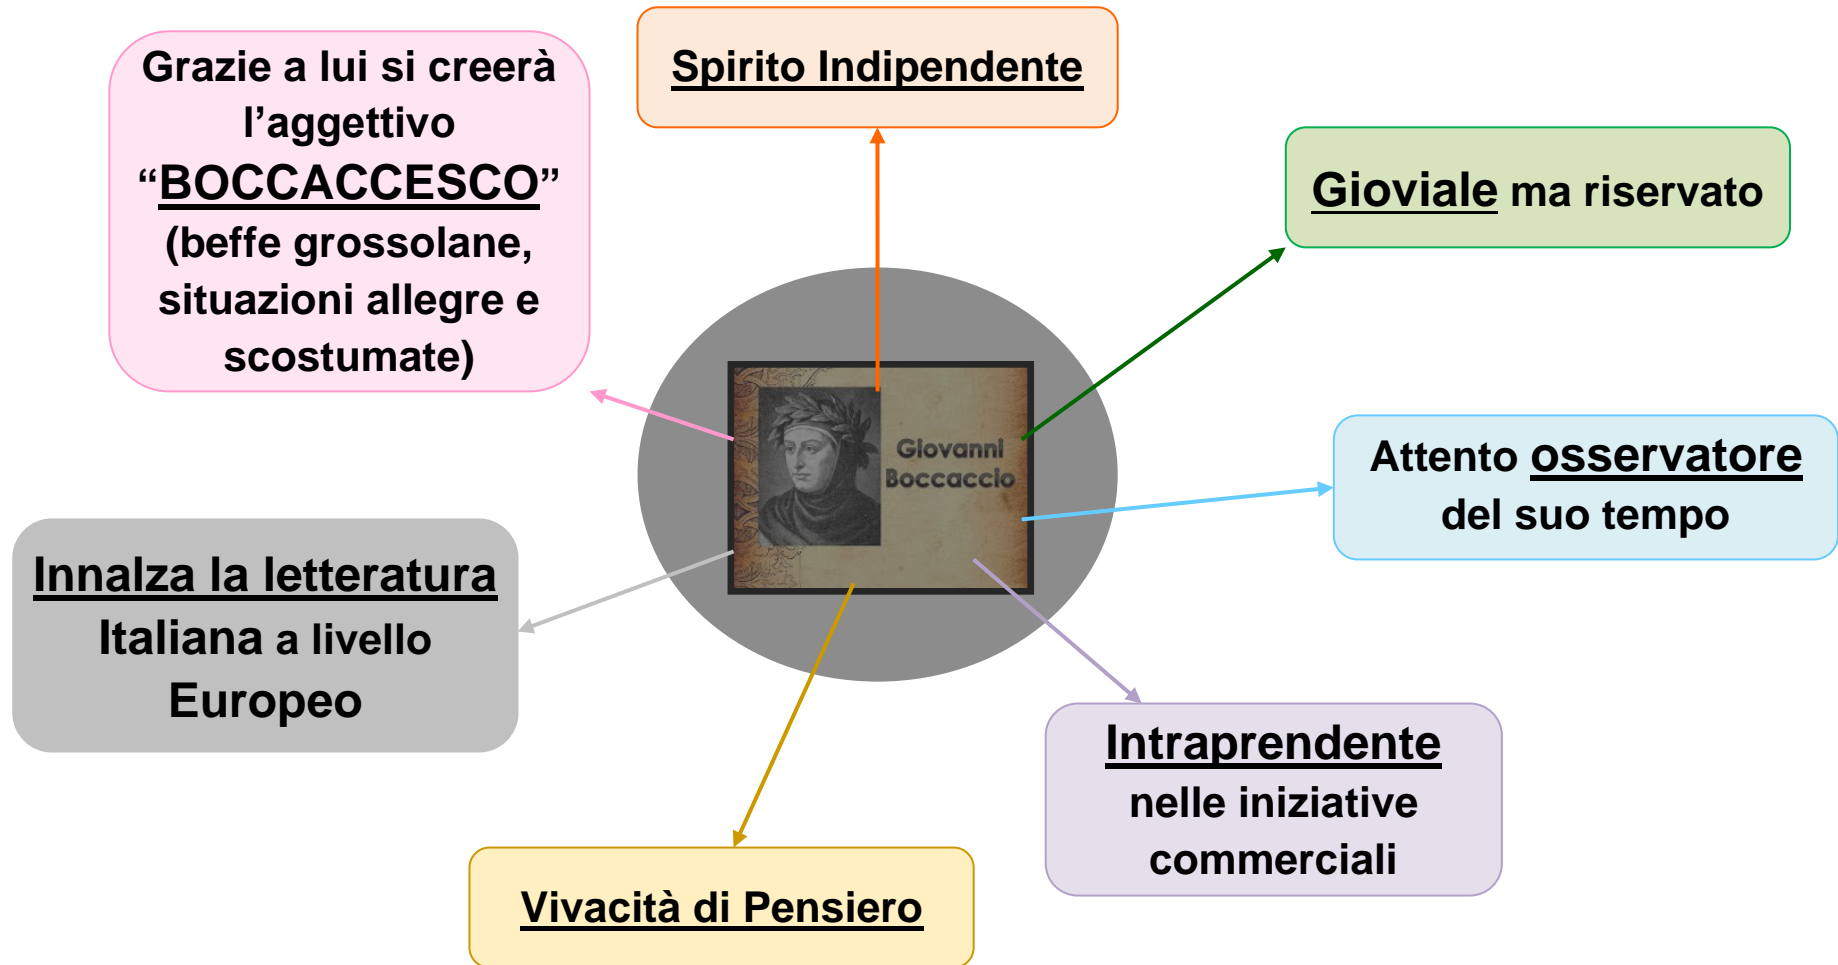 Grazie a lui si creerà
l’aggettivo
“BOCCACCESCO”
(beffe grossolane,
situazioni allegre e
scostumate)
Spirito Indipendente
Gioviale ma riservato
Giovanni
Boccaccio
Attento osservatore
del suo tempo
Innalza la letteratura
Italiana a livello
Europeo
Intraprendente
nelle iniziative
commerciali
Vivacità di Pensiero